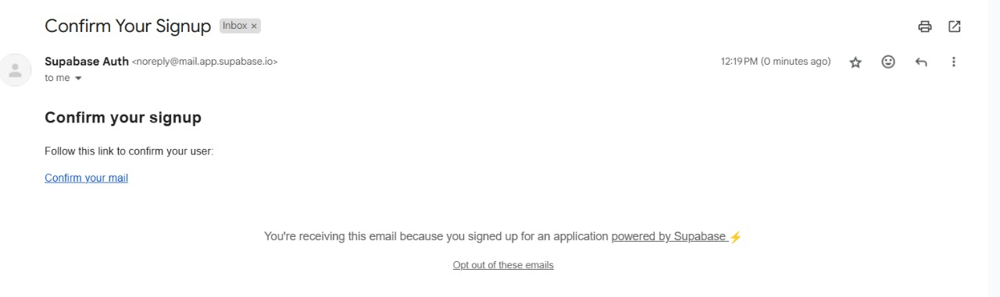 Confirm Your Signup Inbox ×
Supabase Auth <noreply@mail.app.supabase.io> 12:19 PM (0 minutes ago)
to me
Confirm your signup
Follow this link to confirm your user:
Confirm your mail
You're receiving this email because you signed up for an application powered by Supabase ⚡
Opt out of these emails